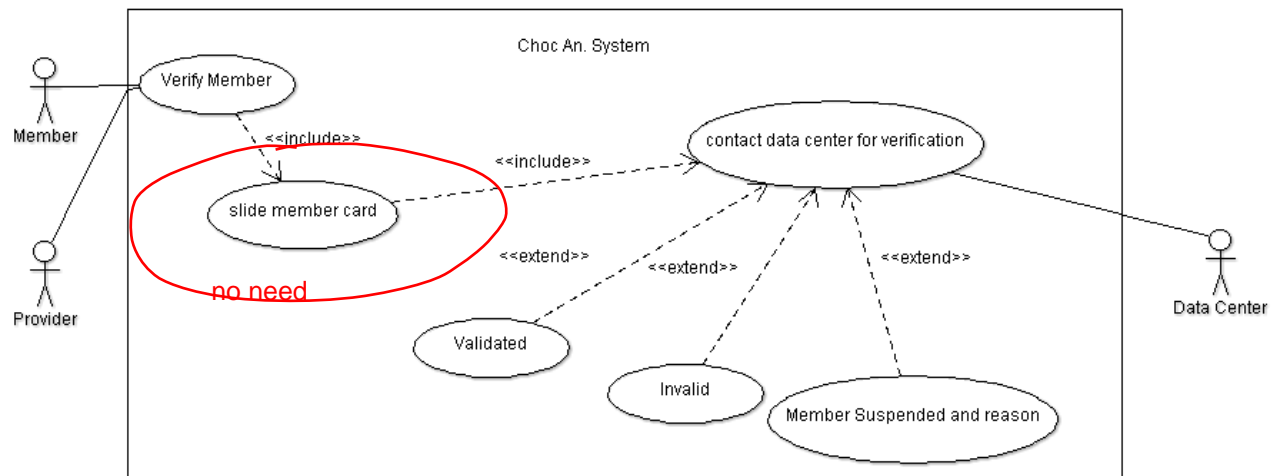 Choc An. System
Verify Member
Member
<<include>>
contact data center for verification
<<include>>
slide member card
<<extend>>
<<extend>>
<<extend>>
no need
Provider
Data Center
Validated
Invalid
Member Suspended and reason